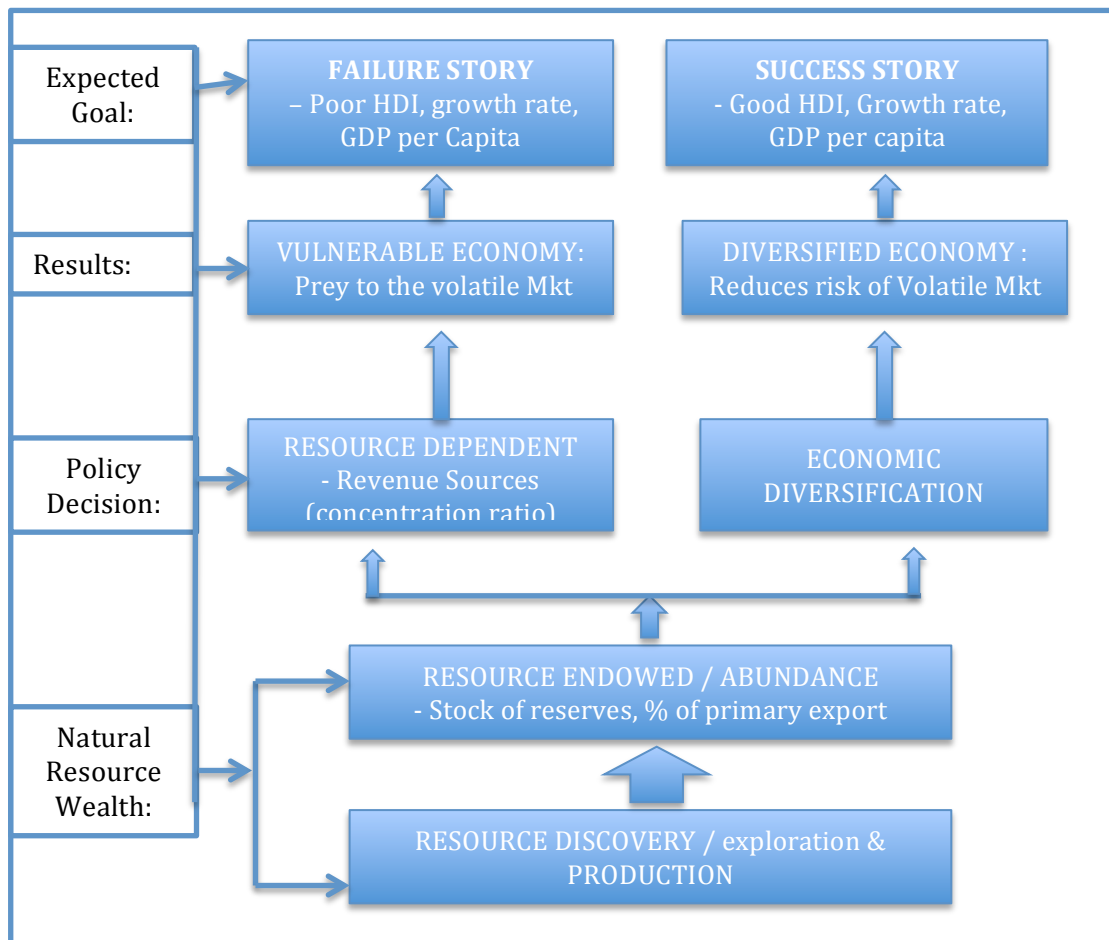 Expected
Goal:
FAILURE STORY
– Poor HDI, growth rate,
GDP per Capita
SUCCESS STORY
- Good HDI, Growth rate,
GDP per capita
Results:
VULNERABLE ECONOMY:
Prey to the volatile Mkt
DIVERSIFIED ECONOMY :
Reduces risk of Volatile Mkt
Policy
Decision:
RESOURCE DEPENDENT
- Revenue Sources
(concentration ratio)
ECONOMIC
DIVERSIFICATION
Natural
Resource
Wealth:
RESOURCE ENDOWED / ABUNDANCE
- Stock of reserves, % of primary export
RESOURCE DISCOVERY / exploration &
PRODUCTION